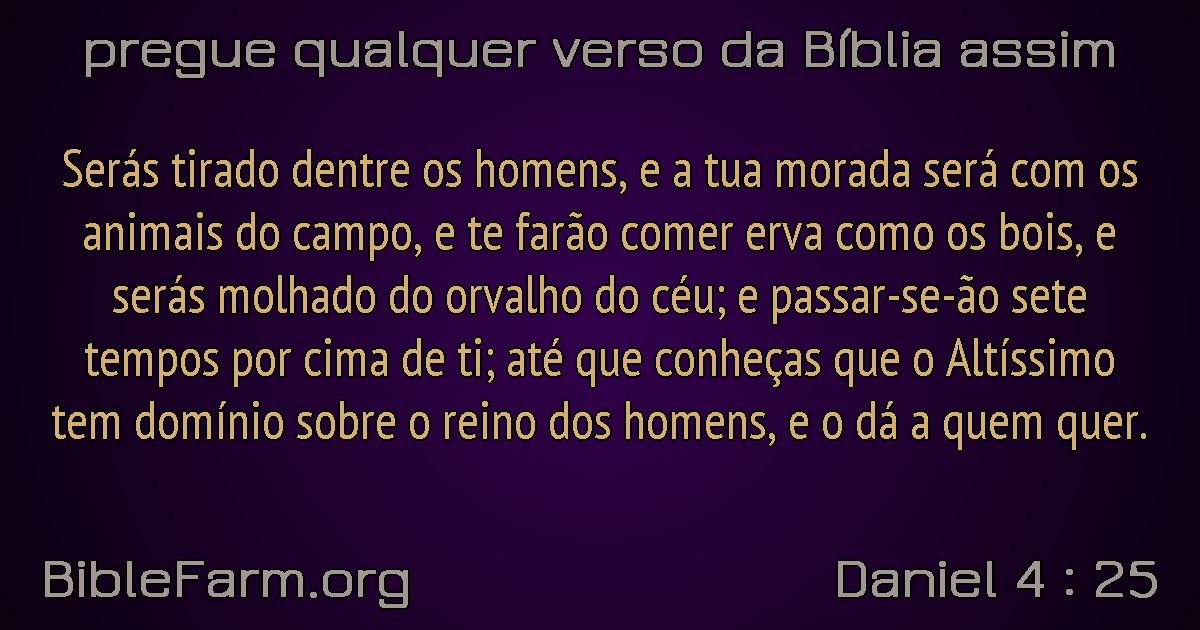 pregue qualquer verso da Bíblia assim
Serás tirado dentre os homens, e a tua morada será com os
animais do campo, e te farão comer erva como os bois, e
serás molhado do orvalho do céu; e passar-se-ão sete
tempos por cima de ti; até que conheças que o Altíssimo
tem domínio sobre o reino dos homens, e o dá a quem quer.
BibleFarm.org
Daniel 4 : 25